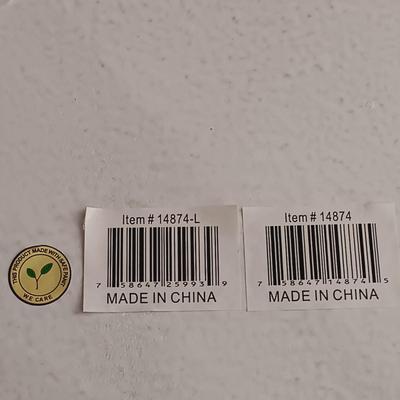 Item # 14874-L
7 58647 25993 9
MADE IN CHINA
Item # 14874
7 58647 14874 5
MADE IN CHINA
THIS PRODUCT MADE WITH SAFE PAINT
WE CARE